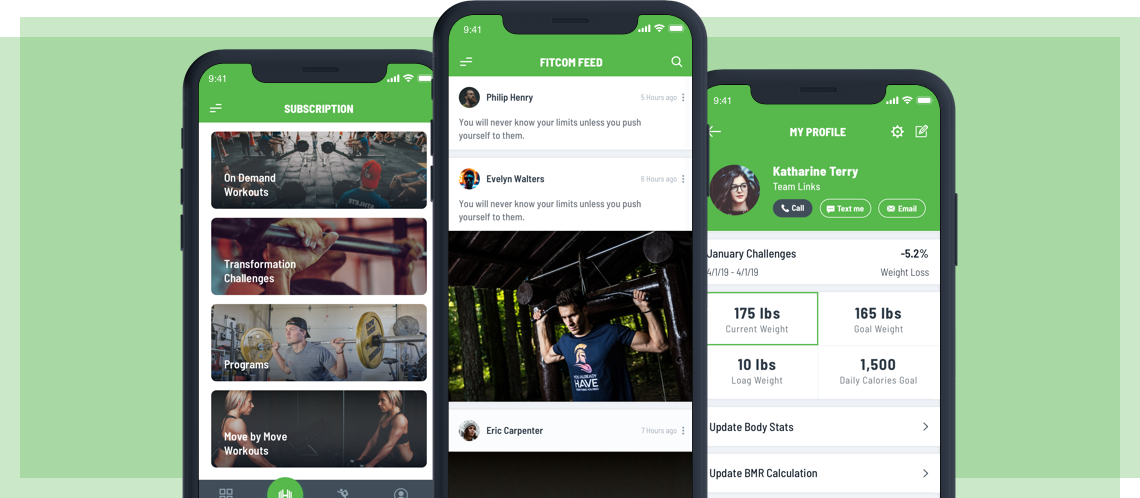 9:41
SUBSCRIPTION
On Demand
Workouts
Transformation
Challenges
Programs
Move by Move
Workouts
9:41
FITCOM FEED
Philip Henry
5 Hours ago
You will never know your limits unless you push
yourself to them.
Evelyn Walters
6 Hours ago
You will never know your limits unless you push
yourself to them.
YOU ALREADY
HAVE
Eric Carpenter
7 Hours ago
9:41
MY PROFILE
Katharine Terry
Team Links
Call
Text me
Email
January Challenges
-5.2%
4/1/19 - 4/1/19
Weight Loss
175 lbs
165 lbs
Current Weight
Goal Weight
10 lbs
1,500
Loag Weight
Daily Calories Goal
Update Body Stats
Update BMR Calculation